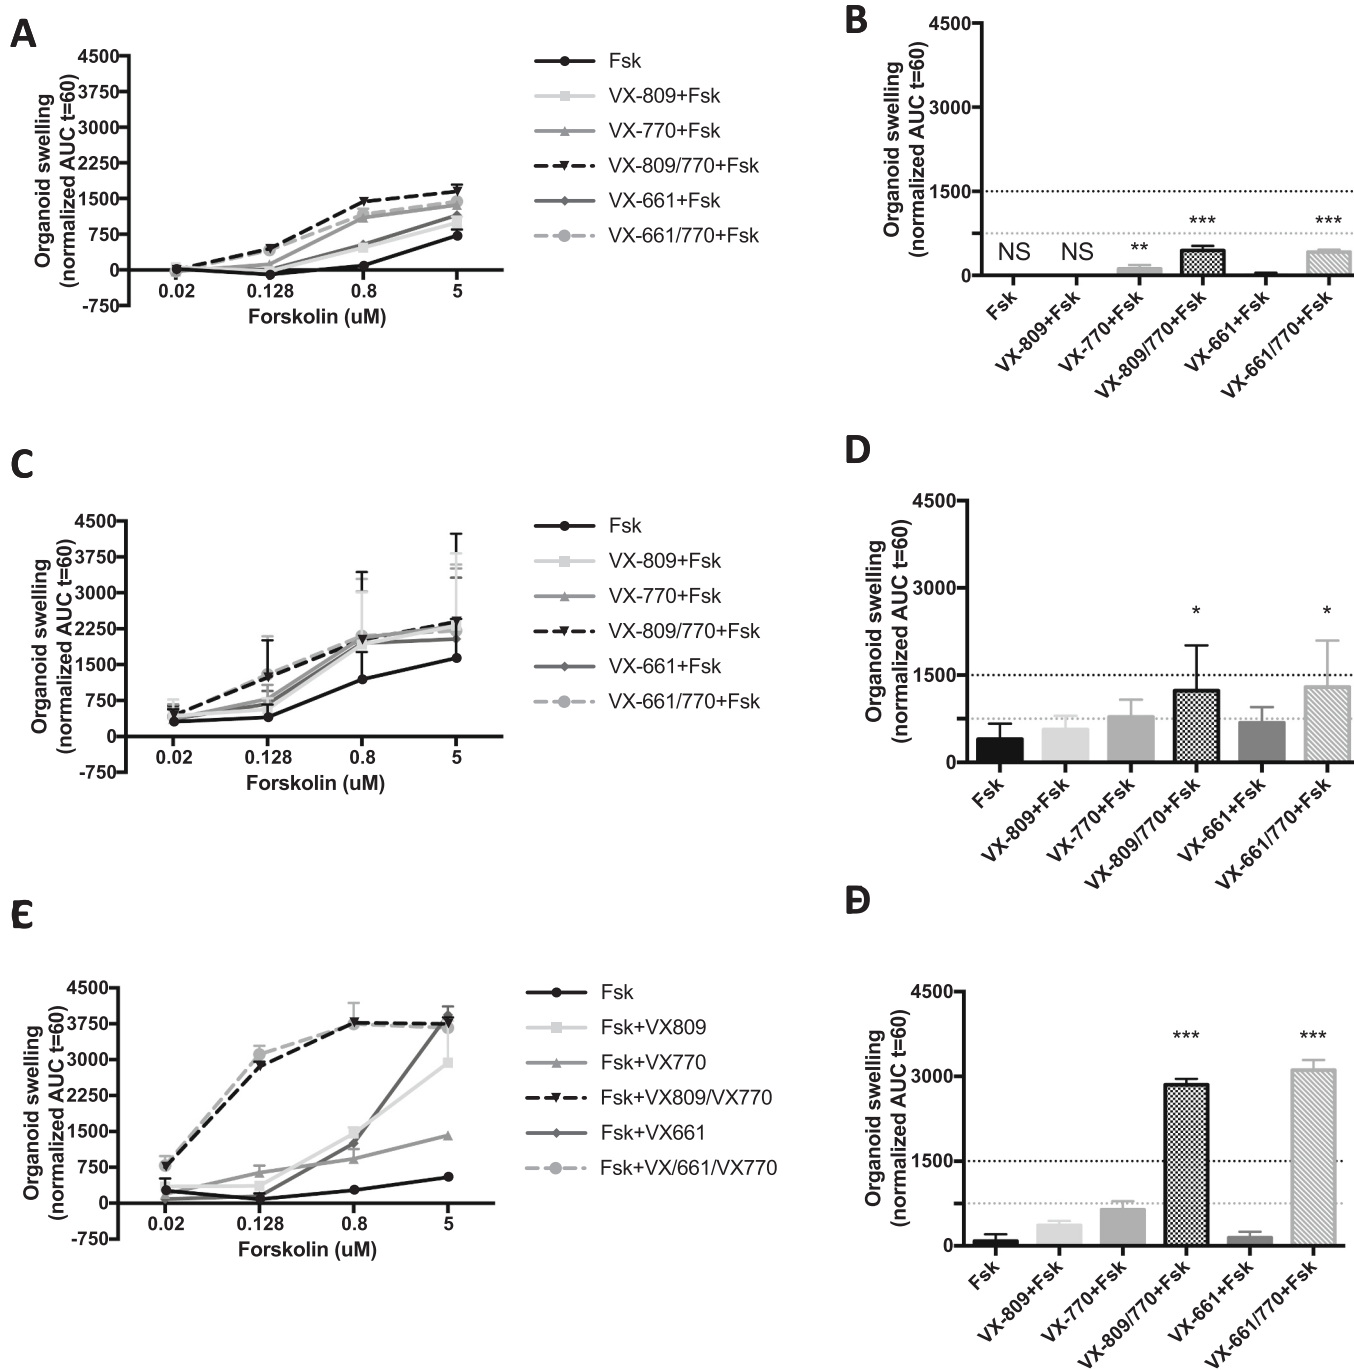 A
Organoid swelling
(normalized AUC t=60)
4500
3750
3000
2250
1500
750
0
-750
0.02
0.128
0.8
5
Forskolin (uM)
Fsk
VX-809+Fsk
VX-770+Fsk
VX-809/770+Fsk
VX-661+Fsk
VX-661/770+Fsk
B
Organoid swelling
(normalized AUC t=60)
4500
3000
1500
0
NS
NS
**
***
***
Fsk
VX-809+Fsk
VX-770+Fsk
VX-809/770+Fsk
VX-661+Fsk
VX-661/770+Fsk
C
Organoid swelling
(normalized AUC t=60)
4500
3750
3000
2250
1500
750
0
-750
0.02
0.128
0.8
5
Forskolin (uM)
Fsk
VX-809+Fsk
VX-770+Fsk
VX-809/770+Fsk
VX-661+Fsk
VX-661/770+Fsk
D
Organoid swelling
(normalized AUC t=60)
4500
3000
1500
0
*
*
Fsk
VX-809+Fsk
VX-770+Fsk
VX-809/770+Fsk
VX-661+Fsk
VX-661/770+Fsk
Organoid swelling
(normalized AUC t=60)
4500
3750
3000
2250
1500
750
0
-750
0.02
0.128
0.8
5
Forskolin (uM)
Fsk
Fsk+VX809
Fsk+VX770
Fsk+VX809/VX770
Fsk+VX661
Fsk+VX/661/VX770
Organoid swelling
(normalized AUC t=60)
4500
3000
1500
0
***
***
Fsk
VX-809+Fsk
VX-770+Fsk
VX-809/770+Fsk
VX-661+Fsk
VX-661/770+Fsk